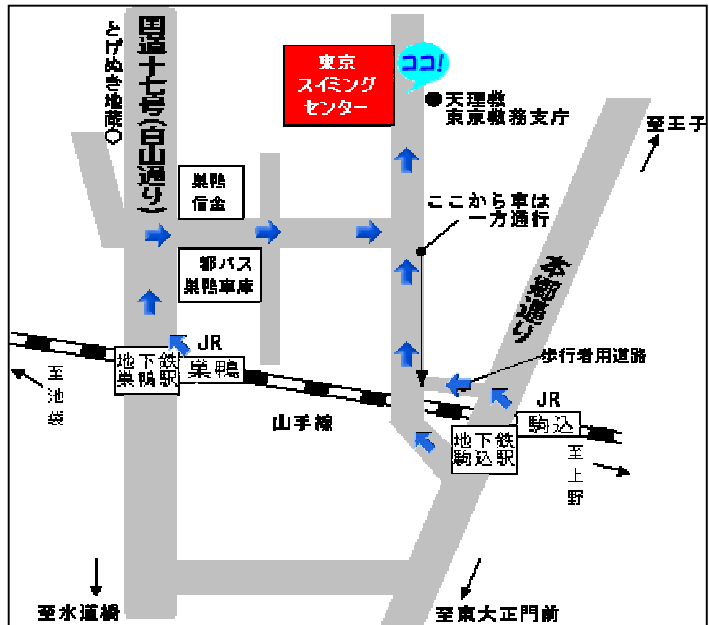 国道十七号(白山通り)
とげぬき地蔵〇
東京
スイミング
センター
ココ!
天理教
東京教務支庁
至王子
巣鴨
信金
ここから車は
一方通行
都バス
巣鴨車庫
本郷通り
JR
地下鉄
巣鴨駅
巣鴨
歩行者用道路
至池袋
山手線
JR
駒込
地下鉄
駒込駅
至上野
至水道橋
至東大正門前